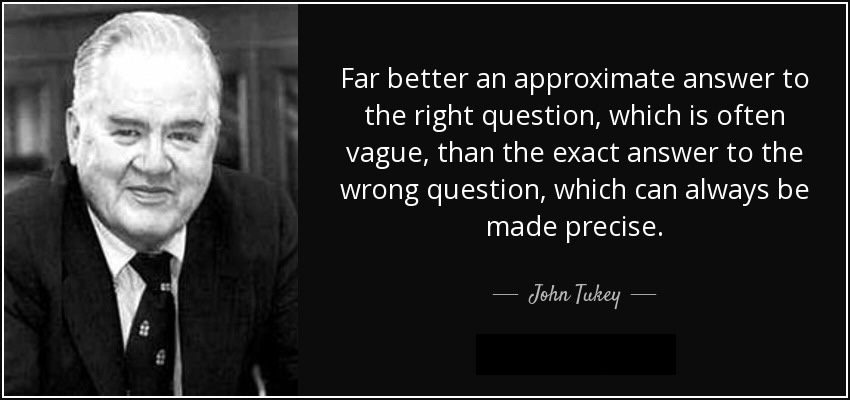 Far better an approximate answer to
the right question, which is often
vague, than the exact answer to the
wrong question, which can always be
made precise.
John Tukey